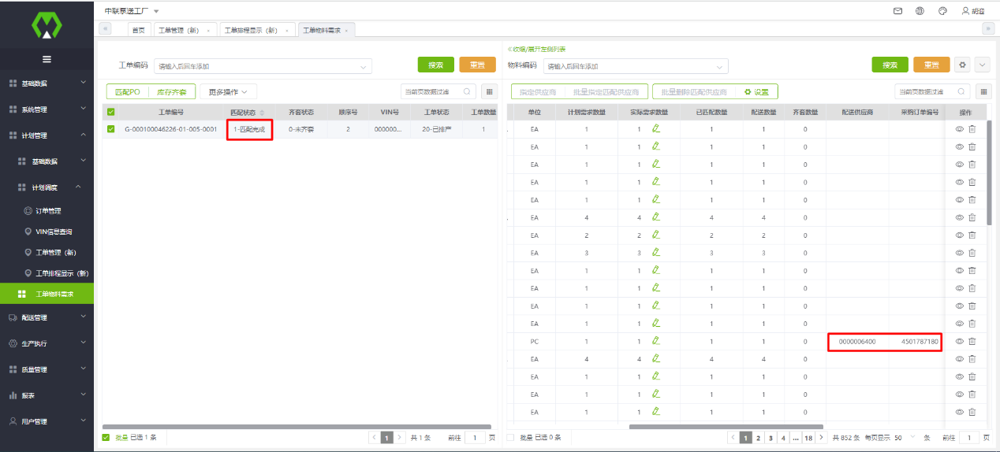 中联泵送工厂
胡迎
首页 工单管理（新） × 工单排程显示（新） × 工单物料需求 ×
基础数据
系统管理
计划管理
基础数据
计划调度
订单管理
VIN信息查询
工单管理（新）
工单排程显示（新）
工单物料需求
配送管理
生产执行
质量管理
报表
用户管理
工单编码 请输入后回车添加 搜索 重置
匹配PO 库存齐套 更多操作 当前页数据过滤
工单编号 匹配状态 齐套状态 顺序号 VIN号 工单状态 工单数量
G-000100046226-01-005-0001 1-匹配完成 0-未齐套 2 000000... 20-已排产 1
批量 已选 1 条 1 共 1 条 前往 1 页
«收缩/展开左侧列表
物料编码 请输入后回车添加 搜索 重置
指定供应商 批量指定匹配供应商 批量删除匹配供应商 设置 当前页数据过滤
单位 计划需求数量 实际需求数量 已匹配数量 配送数量 齐套数量 配送供应商 采购订单编号 操作
EA 1 1 1 1 0
EA 1 1 1 1 0
EA 1 1 1 1 0
EA 1 1 1 1 0
EA 1 1 1 1 0
EA 4 4 4 4 0
EA 2 2 2 2 0
EA 3 3 3 3 0
EA 1 1 1 1 0
EA 1 1 1 1 0
EA 1 1 1 1 0
EA 1 1 1 1 0
PC 1 1 1 1 0 0000006400 4501787180
EA 4 4 4 4 0
EA 1 1 1 1 0
EA 1 1 1 1 0
EA 1 1 1 1 0
批量 已选 0 条 1 2 3 4 ... 18 共 852 条 每页显示 50 条 前往 1 页